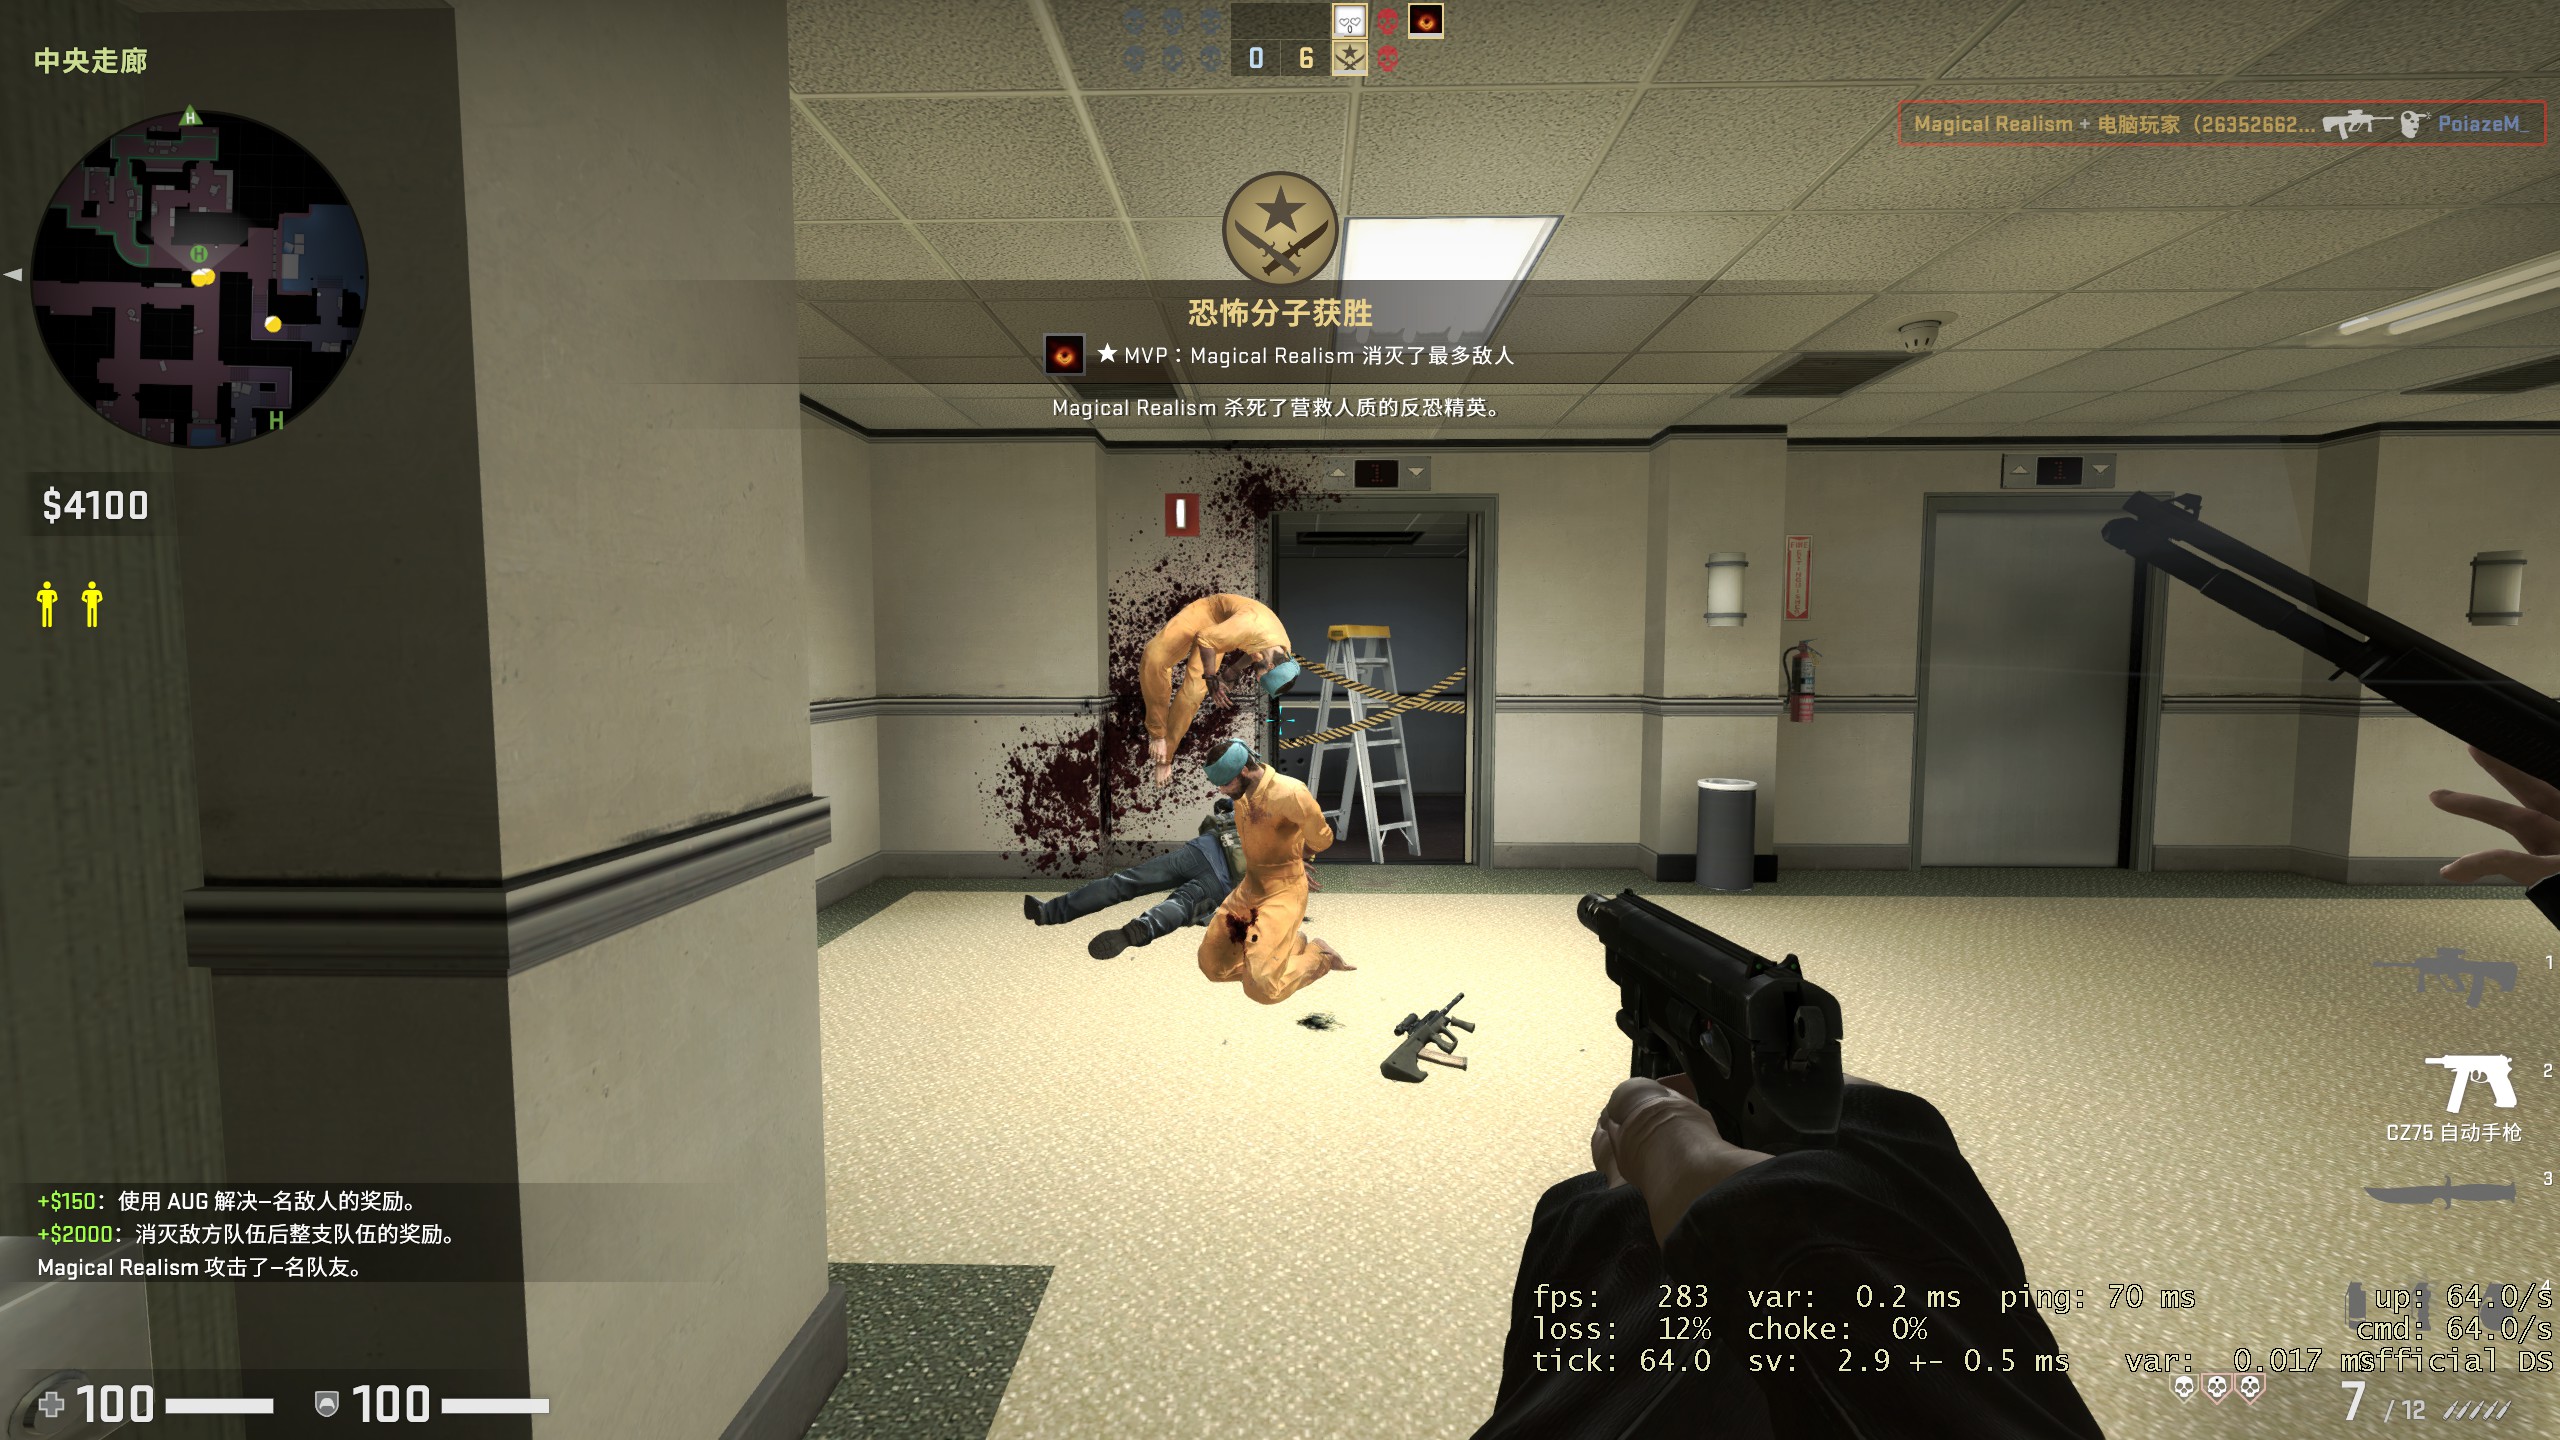 中央走廊
0 6
Magical Realism + 电脑玩家（26352662... PoiazeM_
恐怖分子获胜
★ MVP：Magical Realism 消灭了最多敌人
Magical Realism 杀死了营救人质的反恐精英。
$4100
H
H
H
FIRE EXTINGUISHER
1
2
CZ75 自动手枪
3
4
+$150：使用 AUG 解决一名敌人的奖励。
+$2000：消灭敌方队伍后整支队伍的奖励。
Magical Realism 攻击了一名队友。
fps: 283 var: 0.2 ms ping: 70 ms up: 64.0/s
loss: 12% choke: 0% cmd: 64.0/s
tick: 64.0 sv: 2.9 +- 0.5 ms var: 0.017 ms fficial DS
100 100
7 / 12